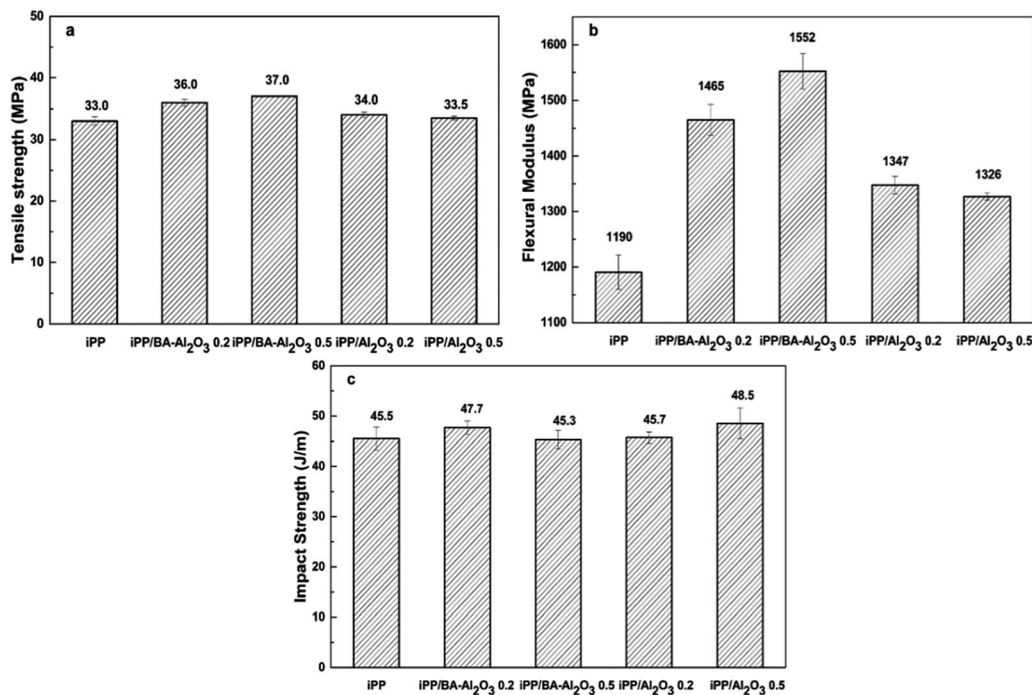 a
Tensile strength (MPa)
50
40
30
20
10
0
33.0
36.0
37.0
34.0
33.5
iPP
iPP/BA-Al₂O₃ 0.2
iPP/BA-Al₂O₃ 0.5
iPP/Al₂O₃ 0.2
iPP/Al₂O₃ 0.5
b
Flexural Modulus (MPa)
1600
1500
1400
1300
1200
1100
1190
1465
1552
1347
1326
iPP
iPP/BA-Al₂O₃ 0.2
iPP/BA-Al₂O₃ 0.5
iPP/Al₂O₃ 0.2
iPP/Al₂O₃ 0.5
c
Impact Strength (J/m)
60
50
40
30
20
10
0
45.5
47.7
45.3
45.7
48.5
iPP
iPP/BA-Al₂O₃ 0.2
iPP/BA-Al₂O₃ 0.5
iPP/Al₂O₃ 0.2
iPP/Al₂O₃ 0.5